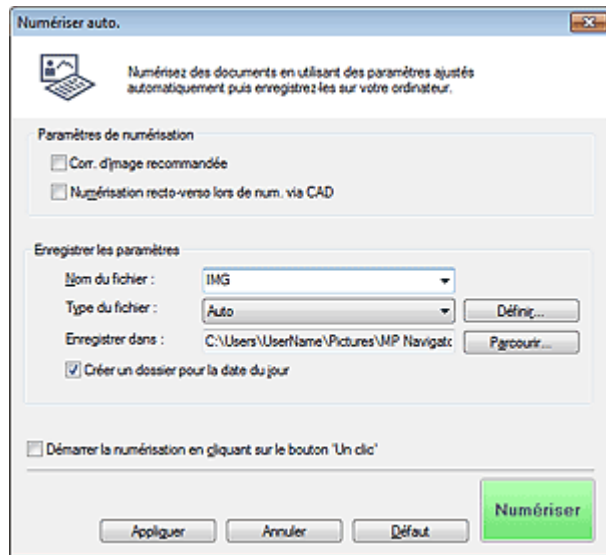 Numériser auto.
Numérisez des documents en utilisant des paramètres ajustés
automatiquement puis enregistrez-les sur votre ordinateur.
Paramètres de numérisation
Corr. d'image recommandée
Numérisation recto-verso lors de num. via CAD
Enregistrer les paramètres
Nom du fichier : IMG
Type du fichier : Auto Définir...
Enregistrer dans : C:\Users\UserName\Pictures\MP Navigatc Parcourir...
Créer un dossier pour la date du jour
Démarrer la numérisation en cliquant sur le bouton 'Un clic'
Numériser
Appliquer Annuler Défaut